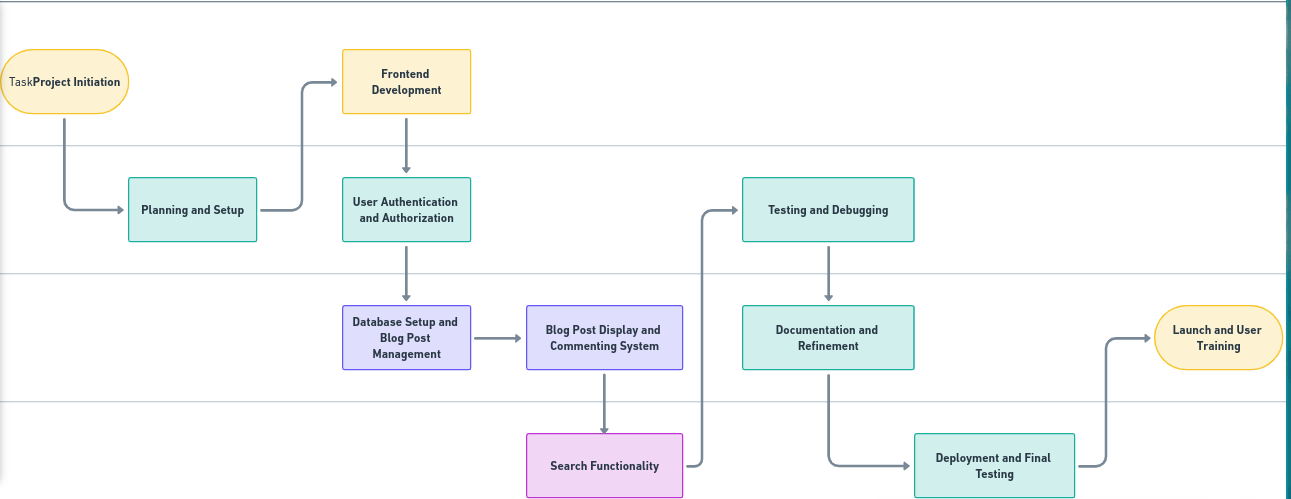 TaskProject Initiation
Frontend
Development
Planning and Setup
User Authentication
and Authorization
Testing and Debugging
Database Setup and
Blog Post
Management
Blog Post Display and
Commenting System
Documentation and
Refinement
Launch and User
Training
Search Functionality
Deployment and Final
Testing